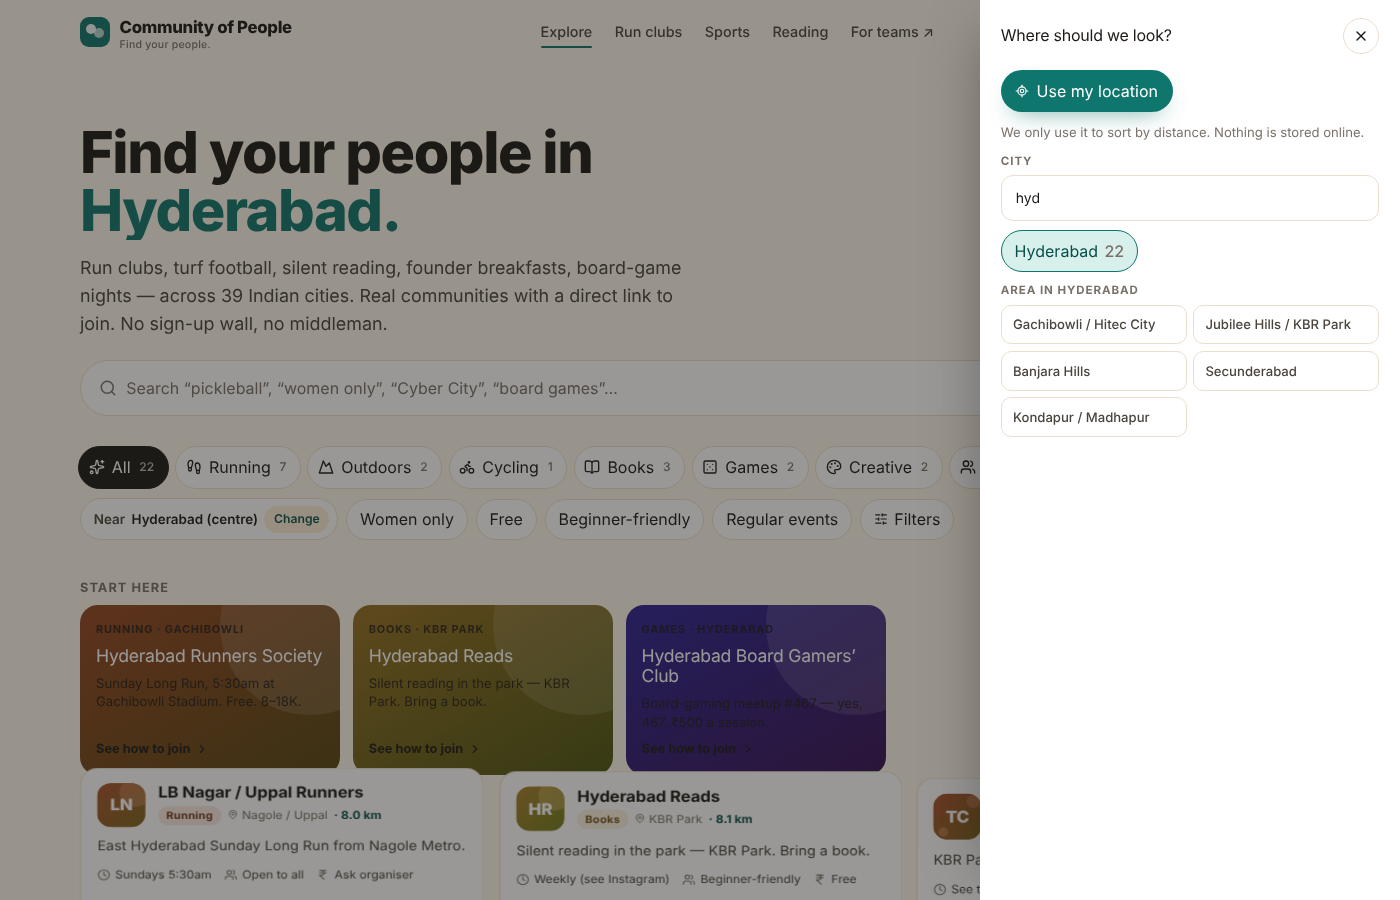 Community of People
Find your people.
Explore
Run clubs
Sports
Reading
For teams ↗
Find your people in
Hyderabad.
Run clubs, turf football, silent reading, founder breakfasts, board-game
nights — across 39 Indian cities. Real communities with a direct link to
join. No sign-up wall, no middleman.
Search “pickleball”, “women only”, “Cyber City”, “board games”…
All 22
Running 7
Outdoors 2
Cycling 1
Books 3
Games 2
Creative 2
Near Hyderabad (centre) Change
Women only
Free
Beginner-friendly
Regular events
Filters
START HERE
RUNNING · GACHIBOWLI
Hyderabad Runners Society
Sunday Long Run, 5:30am at
Gachibowli Stadium. Free. 8–18K.
See how to join
BOOKS · KBR PARK
Hyderabad Reads
Silent reading in the park — KBR
Park. Bring a book.
See how to join
GAMES · HYDERABAD
Hyderabad Board Gamers’
Club
Board-gaming meetup #467 — yes,
467. ₹500 a session.
See how to join
LN
LB Nagar / Uppal Runners
Running Nagole / Uppal · 8.0 km
East Hyderabad Sunday Long Run from Nagole Metro.
Sundays 5:30am Open to all ₹ Ask organiser
HR
Hyderabad Reads
Books KBR Park · 8.1 km
Silent reading in the park — KBR Park. Bring a book.
Weekly (see Instagram) Beginner-friendly ₹ Free
TC
KBR Pa
See t
Where should we look?
Use my location
We only use it to sort by distance. Nothing is stored online.
CITY
hyd
Hyderabad 22
AREA IN HYDERABAD
Gachibowli / Hitec City
Jubilee Hills / KBR Park
Banjara Hills
Secunderabad
Kondapur / Madhapur